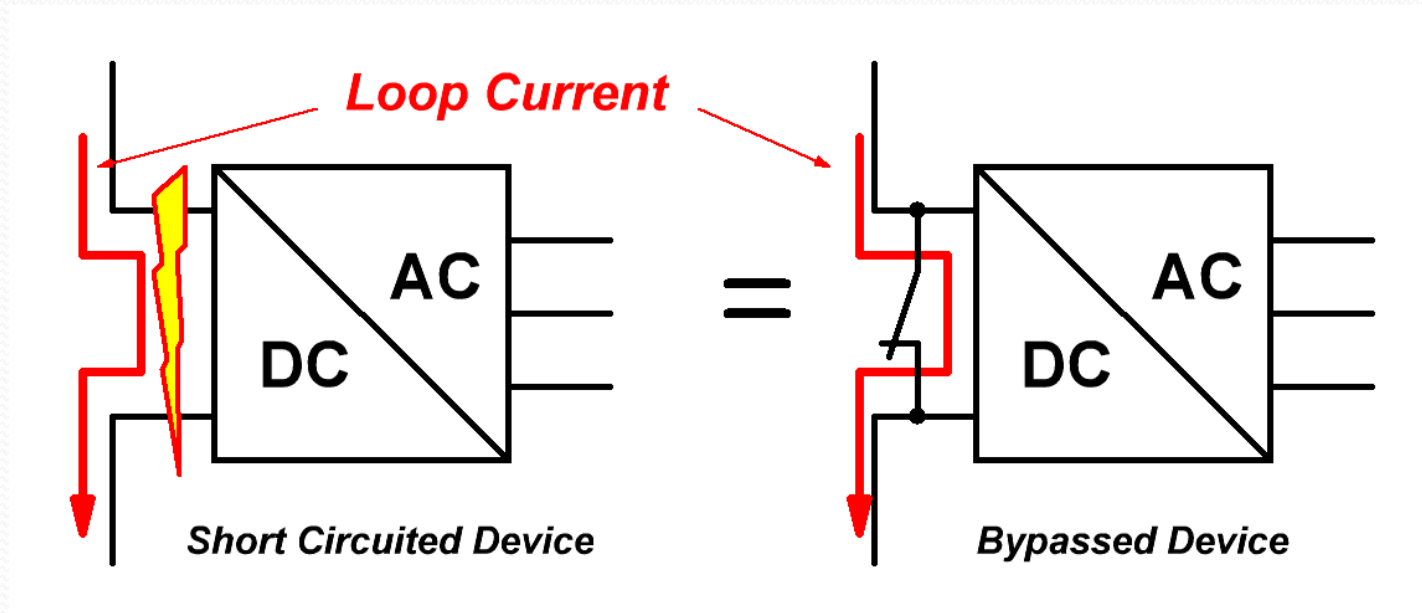 Loop Current
AC
DC
=
AC
DC
Short Circuited Device
Bypassed Device